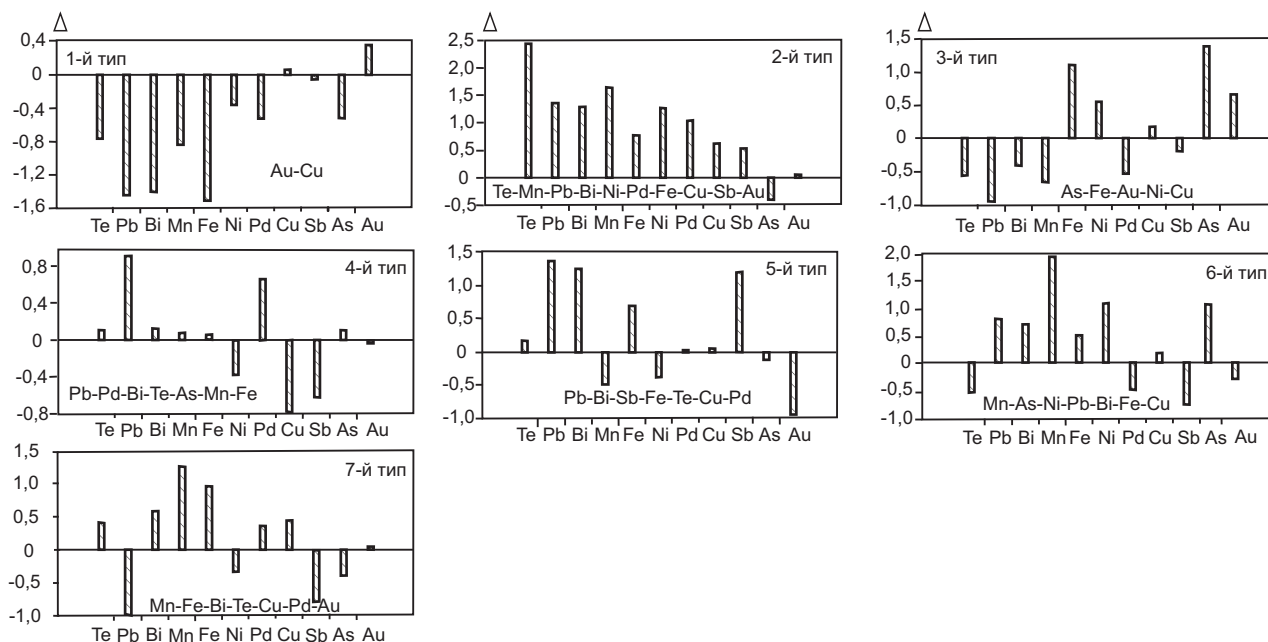 Δ
0,4
0
-0,4
-0,8
-1,2
-1,6
1-й тип
Au-Cu
Te Pb Bi Mn Fe Ni Pd Cu Sb As Au
Δ
2,5
2,0
1,5
1,0
0,5
0
-0,5
2-й тип
Te-Mn-Pb-Bi-Ni-Pd-Fe-Cu-Sb-Au
Te Pb Bi Mn Fe Ni Pd Cu Sb As Au
Δ
1,5
1,0
0,5
0
-0,5
-1,0
3-й тип
As-Fe-Au-Ni-Cu
Te Pb Bi Mn Fe Ni Pd Cu Sb As Au
0,8
0,4
0
-0,4
-0,8
4-й тип
Pb-Pd-Bi-Te-As-Mn-Fe
Te Pb Bi Mn Fe Ni Pd Cu Sb As Au
1,5
1,0
0,5
0
-0,5
-1,0
5-й тип
Pb-Bi-Sb-Fe-Te-Cu-Pd
Te Pb Bi Mn Fe Ni Pd Cu Sb As Au
2,0
1,5
1,0
0,5
0
-0,5
-1,0
6-й тип
Mn-As-Ni-Pb-Bi-Fe-Cu
Te Pb Bi Mn Fe Ni Pd Cu Sb As Au
1,5
1,0
0,5
0
-0,5
-1,0
7-й тип
Mn-Fe-Bi-Te-Cu-Pd-Au
Te Pb Bi Mn Fe Ni Pd Cu Sb As Au